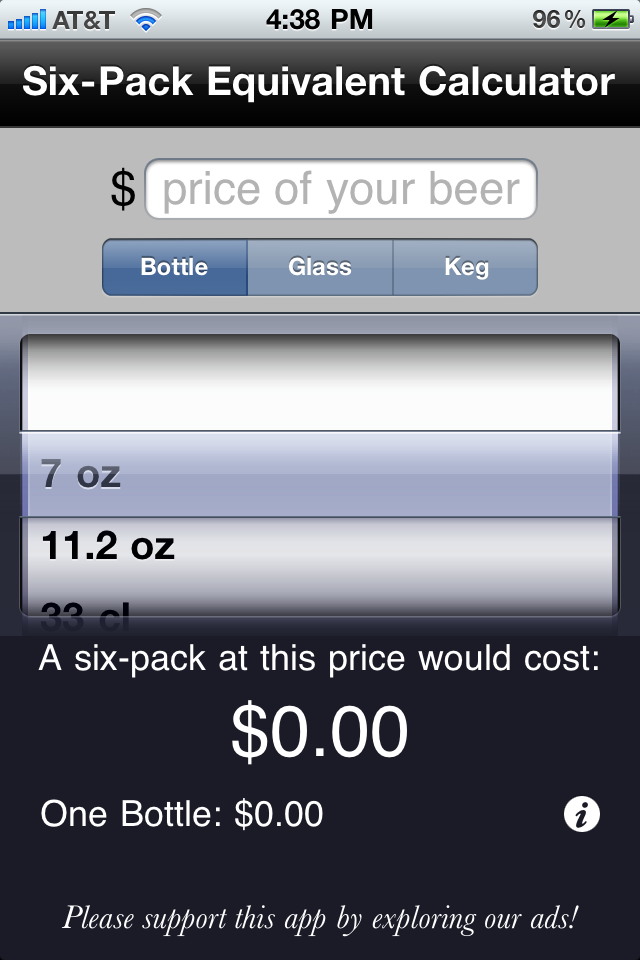 AT&T 4:38 PM 96%
Six-Pack Equivalent Calculator
$ price of your beer
Bottle Glass Keg
7 oz
11.2 oz
33 cl
A six-pack at this price would cost:
$0.00
One Bottle: $0.00
Please support this app by exploring our ads!